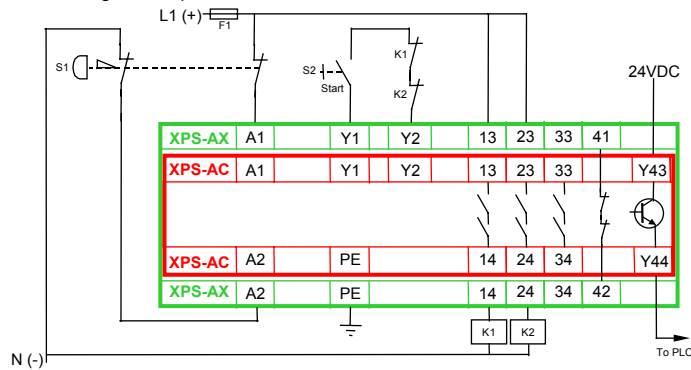 L1 (+)
F1
K1
S1
S2
Start
K2
24VDC
XPS-AX A1 Y1 Y2 13 23 33 41
XPS-AC A1 Y1 Y2 13 23 33 Y43
XPS-AC A2 PE 14 24 34 Y44
XPS-AX A2 PE 14 24 34 42
K1 K2
To PLC
N (-)